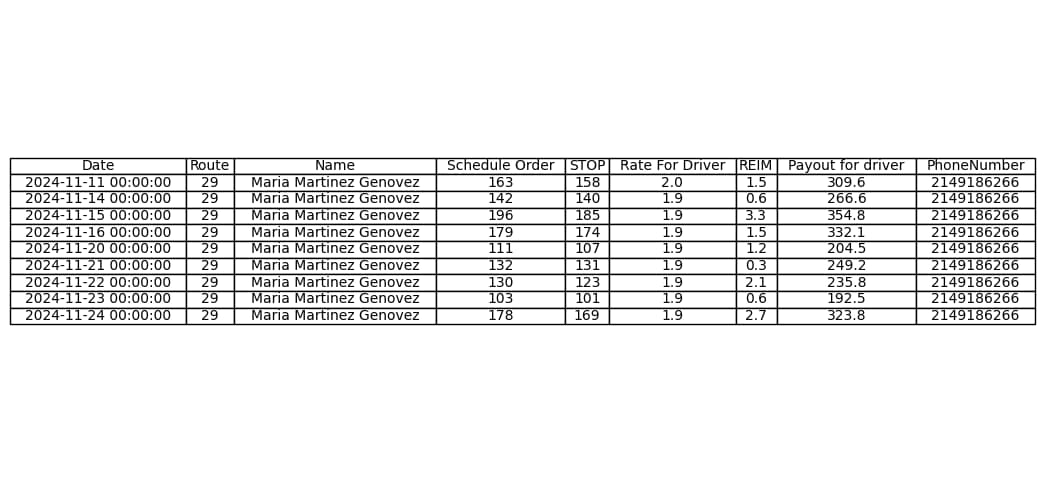 Date Route Name Schedule Order STOP Rate For Driver REIM Payout for driver PhoneNumber
2024-11-11 00:00:00 29 Maria Martinez Genovez 163 158 2.0 1.5 309.6 2149186266
2024-11-14 00:00:00 29 Maria Martinez Genovez 142 140 1.9 0.6 266.6 2149186266
2024-11-15 00:00:00 29 Maria Martinez Genovez 196 185 1.9 3.3 354.8 2149186266
2024-11-16 00:00:00 29 Maria Martinez Genovez 179 174 1.9 1.5 332.1 2149186266
2024-11-20 00:00:00 29 Maria Martinez Genovez 111 107 1.9 1.2 204.5 2149186266
2024-11-21 00:00:00 29 Maria Martinez Genovez 132 131 1.9 0.3 249.2 2149186266
2024-11-22 00:00:00 29 Maria Martinez Genovez 130 123 1.9 2.1 235.8 2149186266
2024-11-23 00:00:00 29 Maria Martinez Genovez 103 101 1.9 0.6 192.5 2149186266
2024-11-24 00:00:00 29 Maria Martinez Genovez 178 169 1.9 2.7 323.8 2149186266